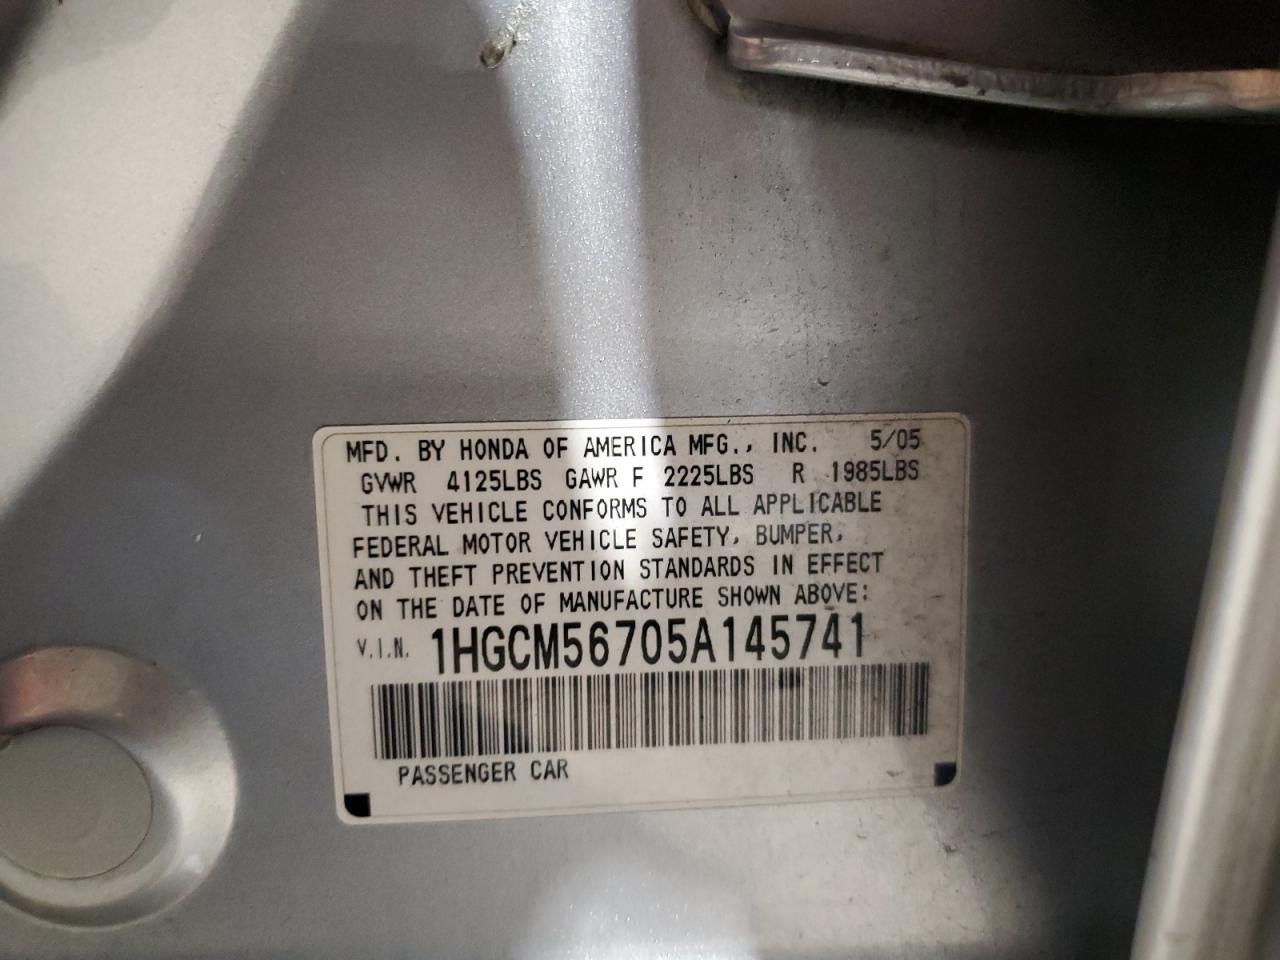 MFD. BY HONDA OF AMERICA MFG., INC. 5/05
GVWR 4125LBS GAWR F 2225LBS R 1985LBS
THIS VEHICLE CONFORMS TO ALL APPLICABLE
FEDERAL MOTOR VEHICLE SAFETY, BUMPER,
AND THEFT PREVENTION STANDARDS IN EFFECT
ON THE DATE OF MANUFACTURE SHOWN ABOVE:
V.I.N. 1HGCM56705A145741
PASSENGER CAR